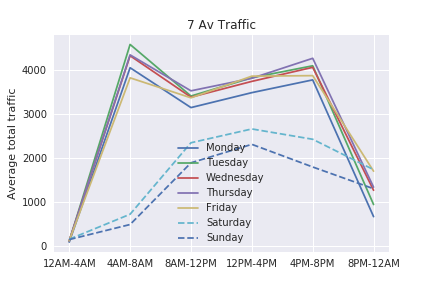 7 Av Traffic
Average total traffic
4000
3000
2000
1000
0
Monday
Tuesday
Wednesday
Thursday
Friday
Saturday
Sunday
12AM-4AM 4AM-8AM 8AM-12PM 12PM-4PM 4PM-8PM 8PM-12AM